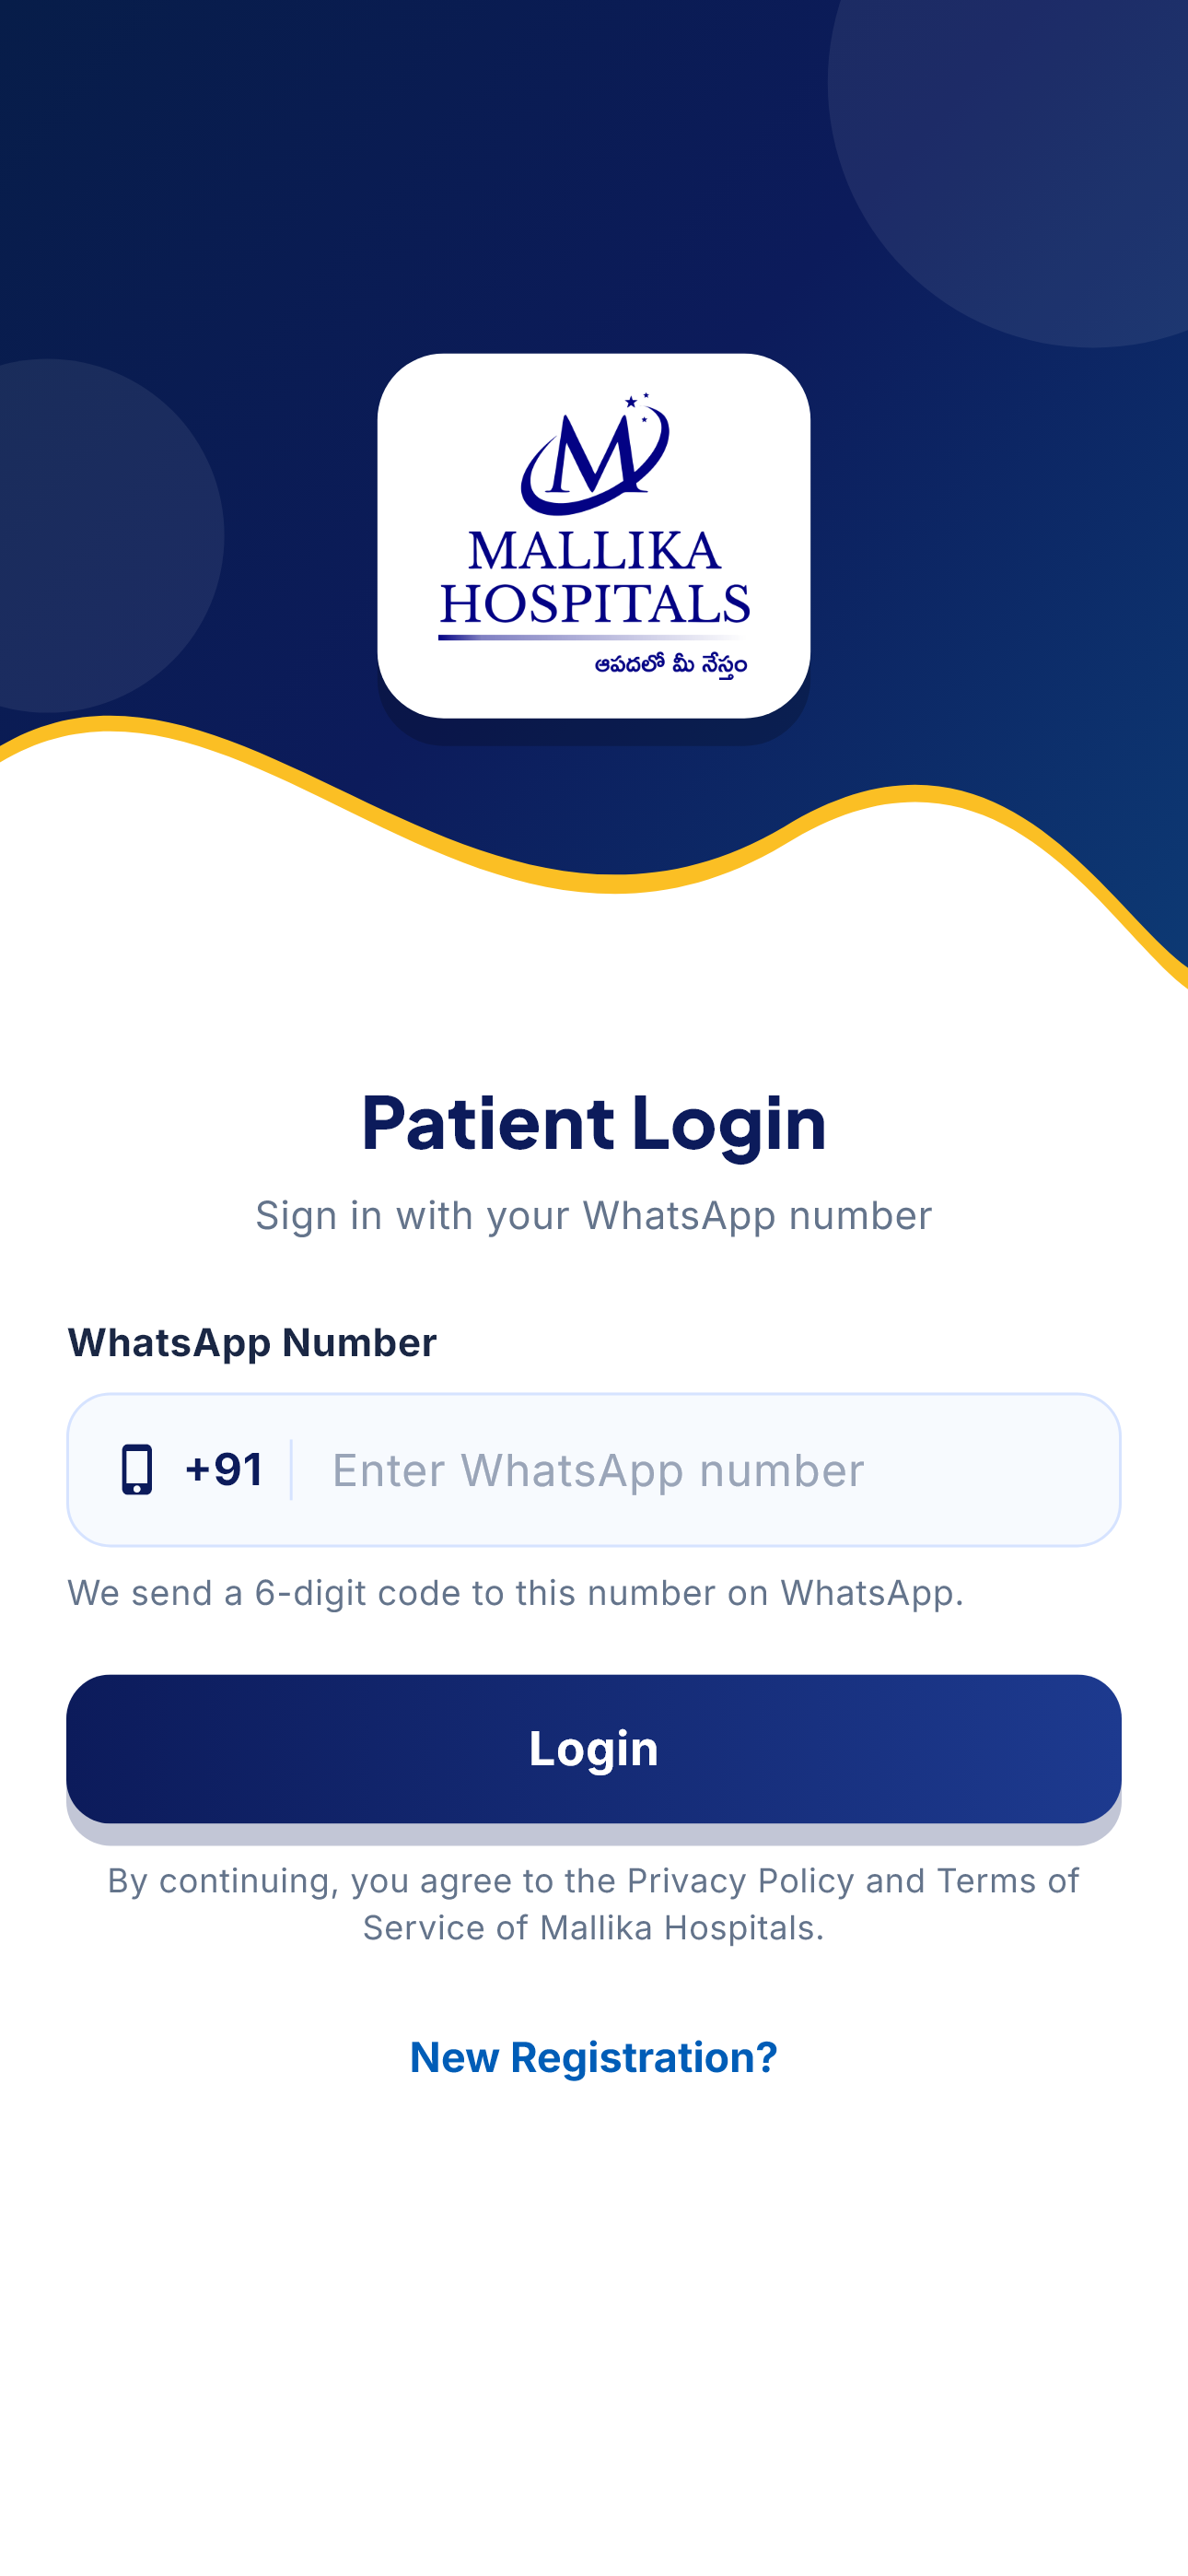 M
MALLIKA
HOSPITALS
ఆపదలో మీ నేస్తం
Patient Login
Sign in with your WhatsApp number
WhatsApp Number
+91 Enter WhatsApp number
We send a 6-digit code to this number on WhatsApp.
Login
By continuing, you agree to the Privacy Policy and Terms of
Service of Mallika Hospitals.
New Registration?